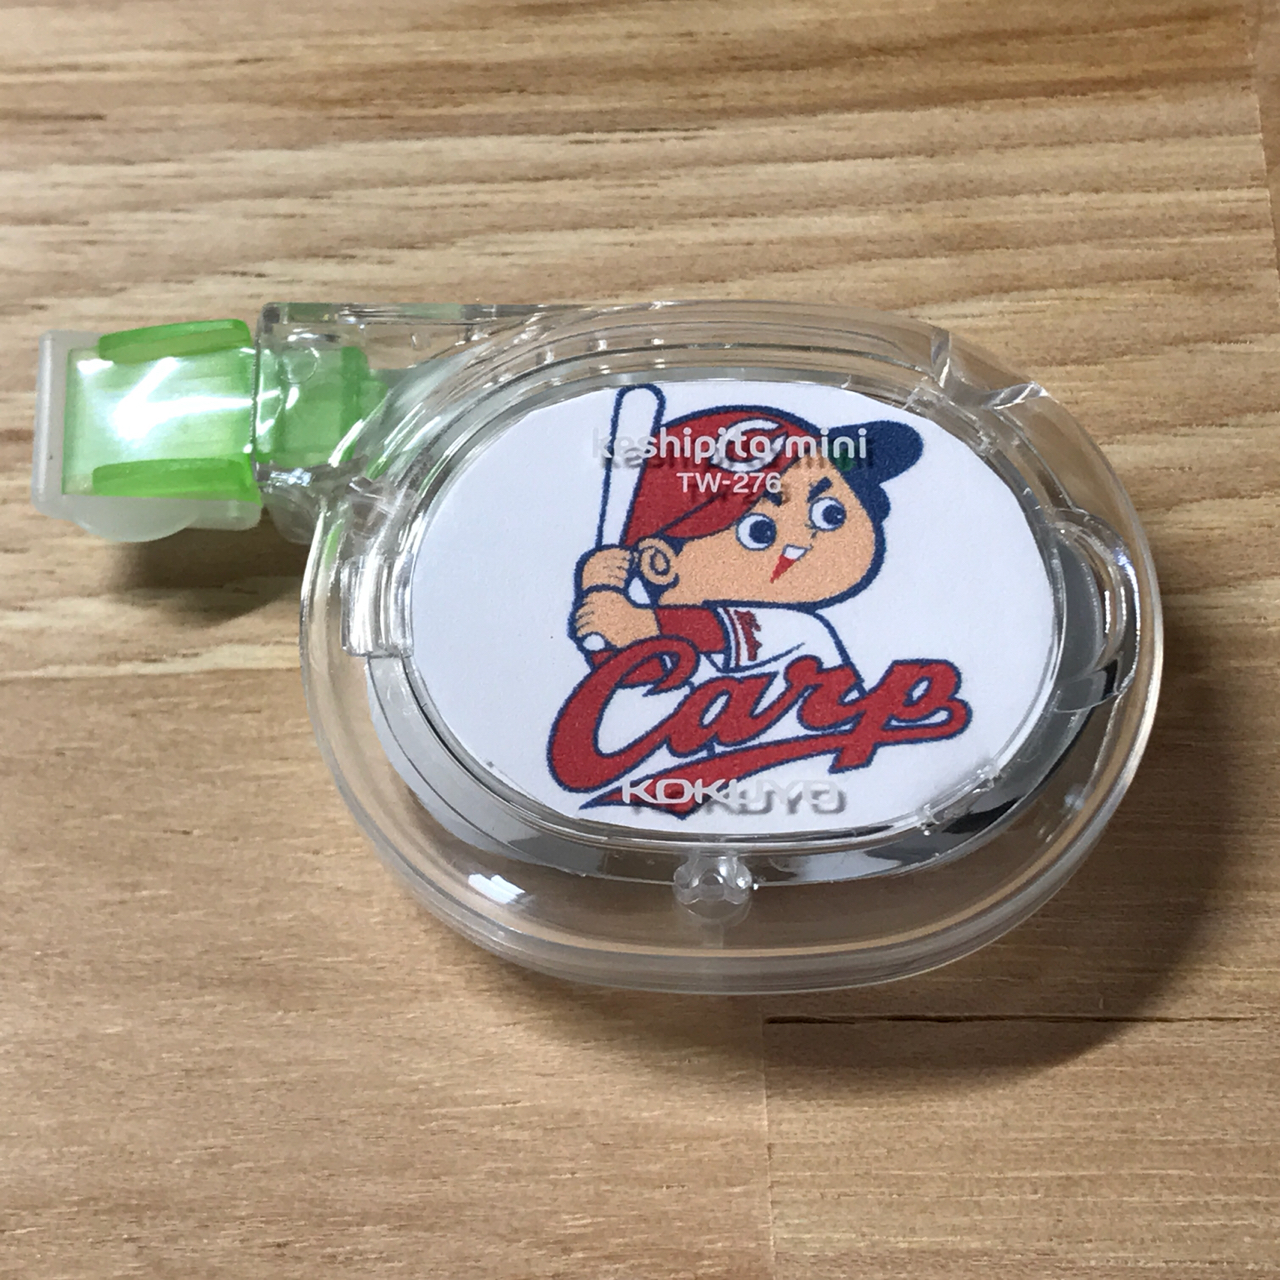 keshipita mini
TW-276
Carp
KOKUYO